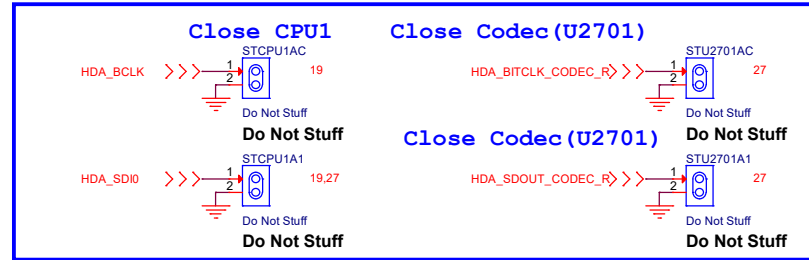 Close CPU1
Close Codec(U2701)
STCPU1AC
STU2701AC
HDA_BCLK
1
2
19
HDA_BITCLK_CODEC_R
1
2
27
Do Not Stuff
Do Not Stuff
Do Not Stuff
Do Not Stuff
Close Codec(U2701)
STCPU1A1
STU2701A1
HDA_SDI0
1
2
19,27
HDA_SDOUT_CODEC_R
1
2
27
Do Not Stuff
Do Not Stuff
Do Not Stuff
Do Not Stuff